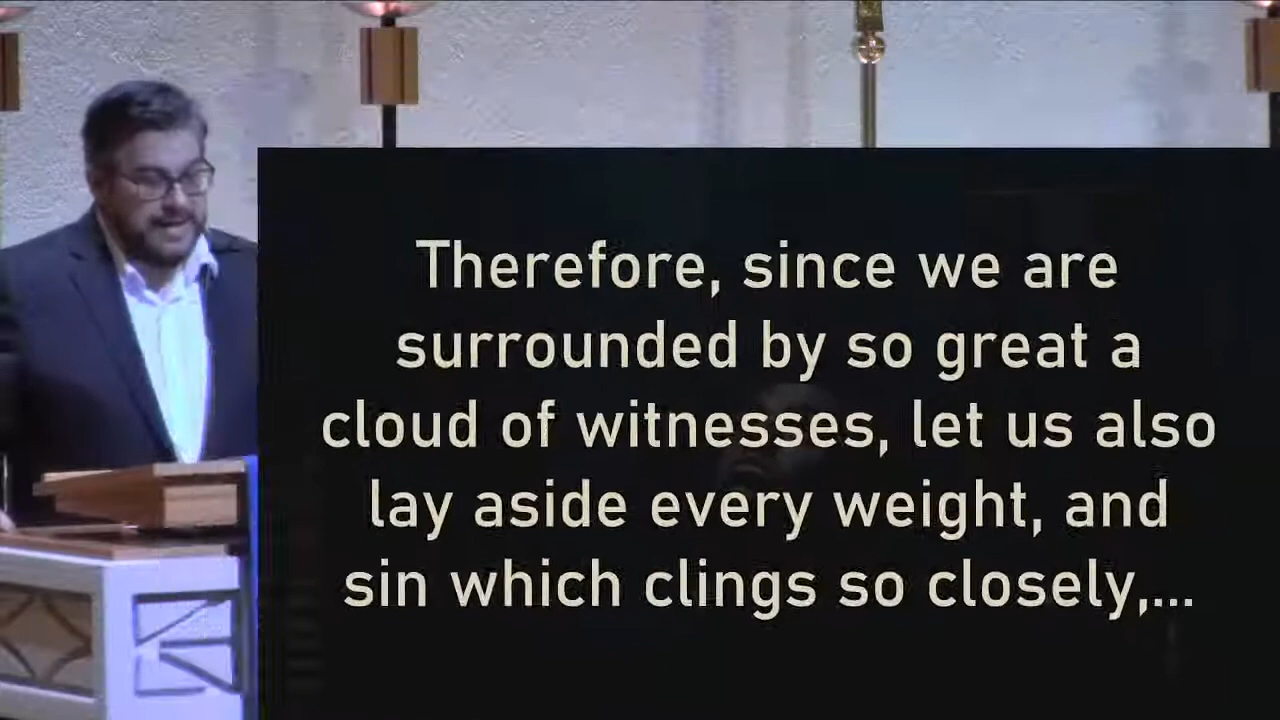 Therefore, since we are
surrounded by so great a
cloud of witnesses, let us also
lay aside every weight, and
sin which clings so closely,...